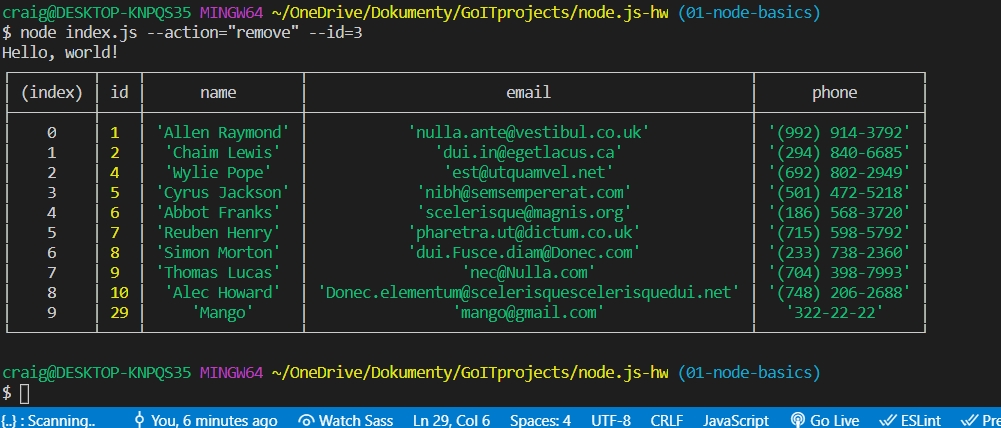 craig@DESKTOP-KNPQS35 MINGW64 ~/OneDrive/Dokumenty/GoITprojects/node.js-hw (01-node-basics)
$ node index.js --action="remove" --id=3
Hello, world!
(index) id name email phone
0 1 'Allen Raymond' 'nulla.ante@vestibul.co.uk' '(992) 914-3792'
1 2 'Chaim Lewis' 'dui.in@egetlacus.ca' '(294) 840-6685'
2 4 'Wylie Pope' 'est@utquamvel.net' '(692) 802-2949'
3 5 'Cyrus Jackson' 'nibh@semsempererat.com' '(501) 472-5218'
4 6 'Abbot Franks' 'scelerisque@magnis.org' '(186) 568-3720'
5 7 'Reuben Henry' 'pharetra.ut@dictum.co.uk' '(715) 598-5792'
6 8 'Simon Morton' 'dui.Fusce.diam@Donec.com' '(233) 738-2360'
7 9 'Thomas Lucas' 'nec@Nulla.com' '(704) 398-7993'
8 10 'Alec Howard' 'Donec.elementum@scelerisquescelerisquedui.net' '(748) 206-2688'
9 29 'Mango' 'mango@gmail.com' '322-22-22'
craig@DESKTOP-KNPQS35 MINGW64 ~/OneDrive/Dokumenty/GoITprojects/node.js-hw (01-node-basics)
$
{..} : Scanning.. You, 6 minutes ago Watch Sass Ln 29, Col 6 Spaces: 4 UTF-8 CRLF JavaScript Go Live ESLint Pre